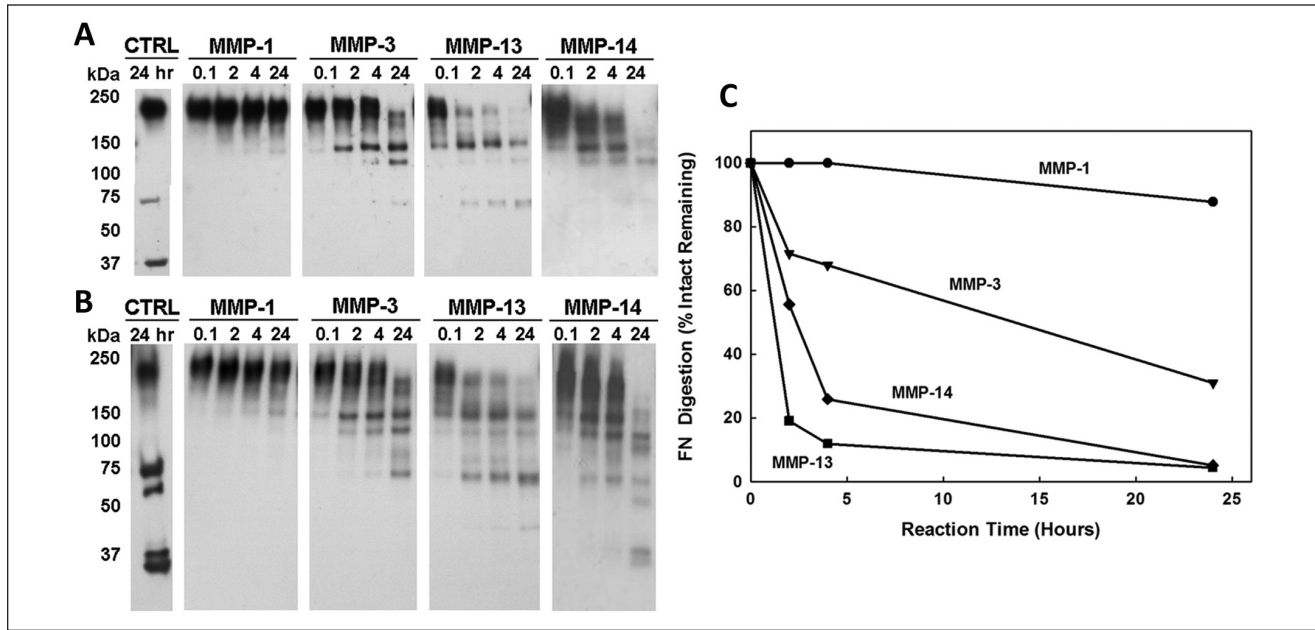 A
CTRL MMP-1 MMP-3 MMP-13 MMP-14
kDa 24 hr 0.1 2 4 24 0.1 2 4 24 0.1 2 4 24 0.1 2 4 24
250
150
100
75
50
37
B
CTRL MMP-1 MMP-3 MMP-13 MMP-14
kDa 24 hr 0.1 2 4 24 0.1 2 4 24 0.1 2 4 24 0.1 2 4 24
250
150
100
75
50
37
C
FN Digestion (% Intact Remaining)
100
80
60
40
20
0
MMP-1
MMP-3
MMP-14
MMP-13
0 5 10 15 20 25
Reaction Time (Hours)